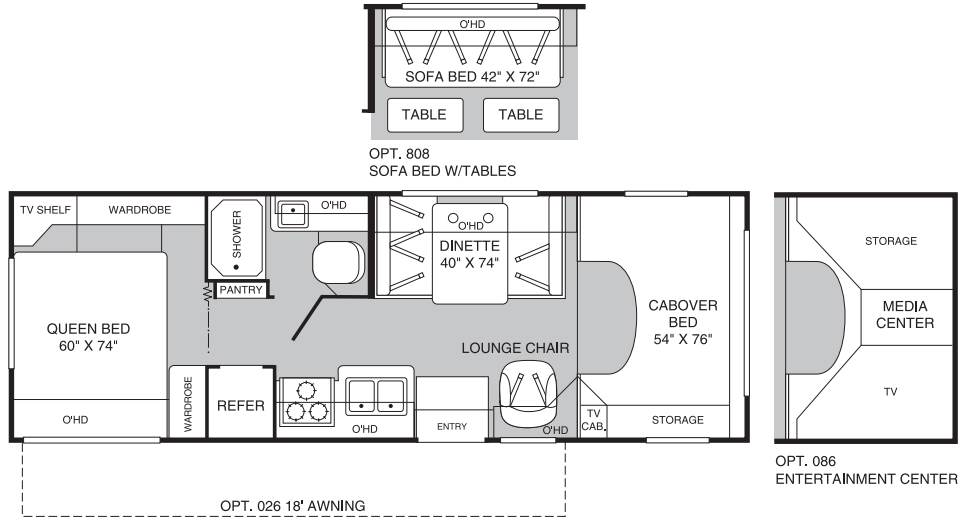 O'HD
SOFA BED 42" X 72"
TABLE
TABLE
OPT. 808
SOFA BED W/TABLES
TV SHELF
WARDROBE
SHOWER
O'HD
PANTRY
O'HD
DINETTE
40" X 74"
QUEEN BED
60" X 74"
O'HD
WARDROBE
REFER
O'HD
ENTRY
LOUNGE CHAIR
O'HD
CABOVER
BED
54" X 76"
TV
CAB.
STORAGE
OPT. 026 18' AWNING
STORAGE
MEDIA
CENTER
TV
OPT. 086
ENTERTAINMENT CENTER